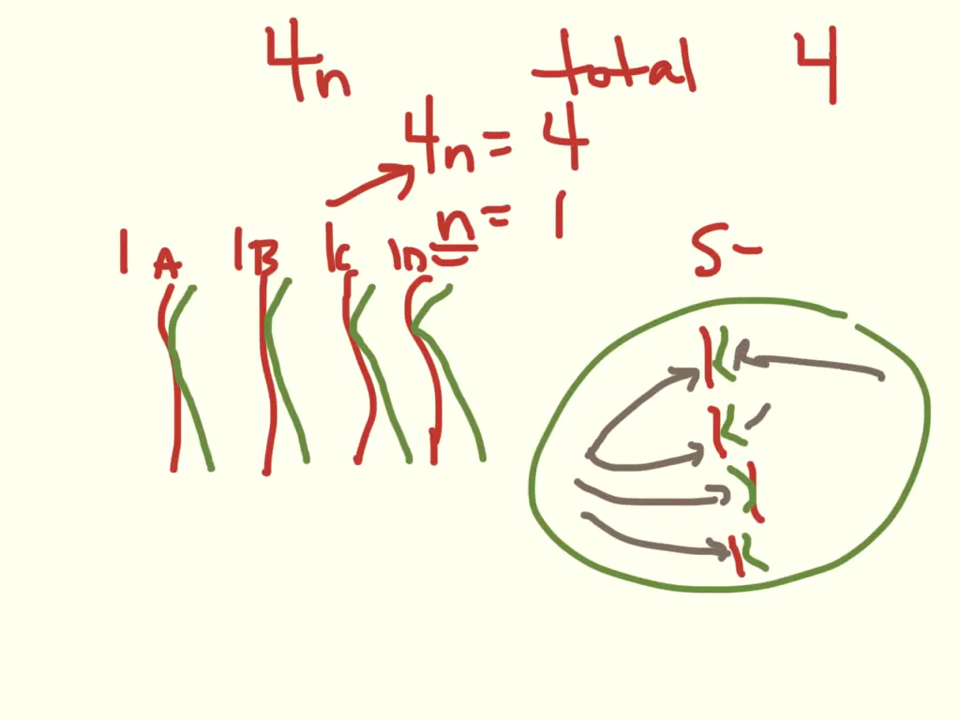 4n total 4
4n = 4
n = 1
1A 1B 1C 1D
S-